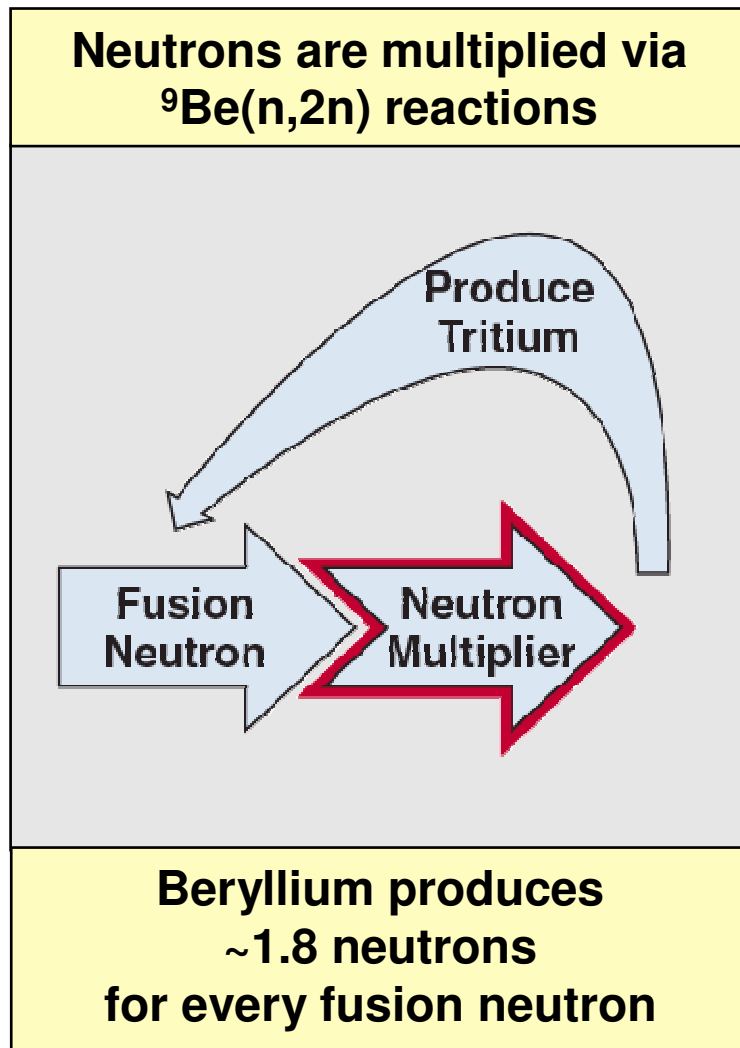 Neutrons are multiplied via
⁹Be(n,2n) reactions
Produce
Tritium
Fusion
Neutron
Neutron
Multiplier
Beryllium produces
~1.8 neutrons
for every fusion neutron